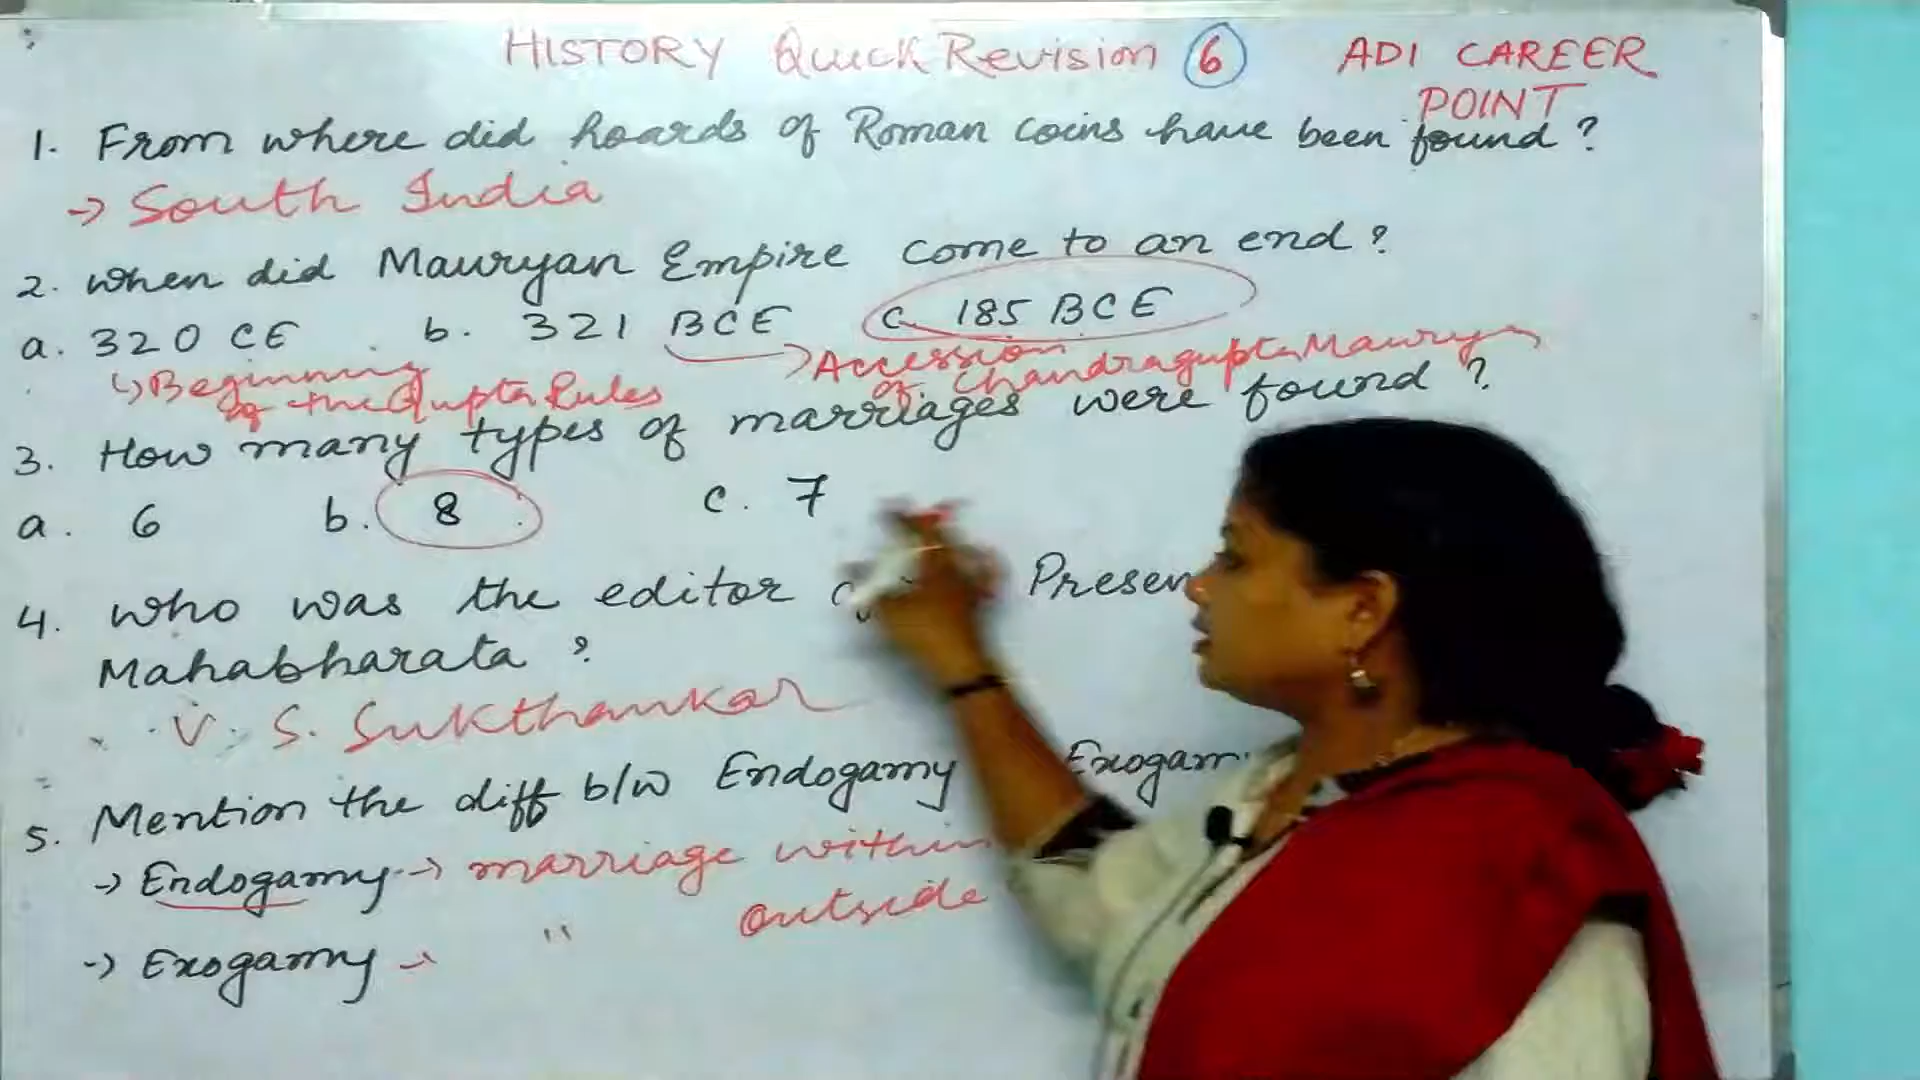 HISTORY Quick Revision 6 ADI CAREER POINT
1. From where did hoards of Roman coins have been found?
-> South India
2. When did Mauryan Empire come to an end?
a. 320 CE b. 321 BCE c. 185 BCE
Beginning of the Gupta Rules
Accession of Chandragupta Maurya
3. How many types of marriages were found?
a. 6 b. 8 c. 7
4. Who was the editor
Mahabharata?
V. S. Sukthankar
5. Mention the diff b/w Endogamy
-> Endogamy -> marriage within
-> Exogamy - " outside